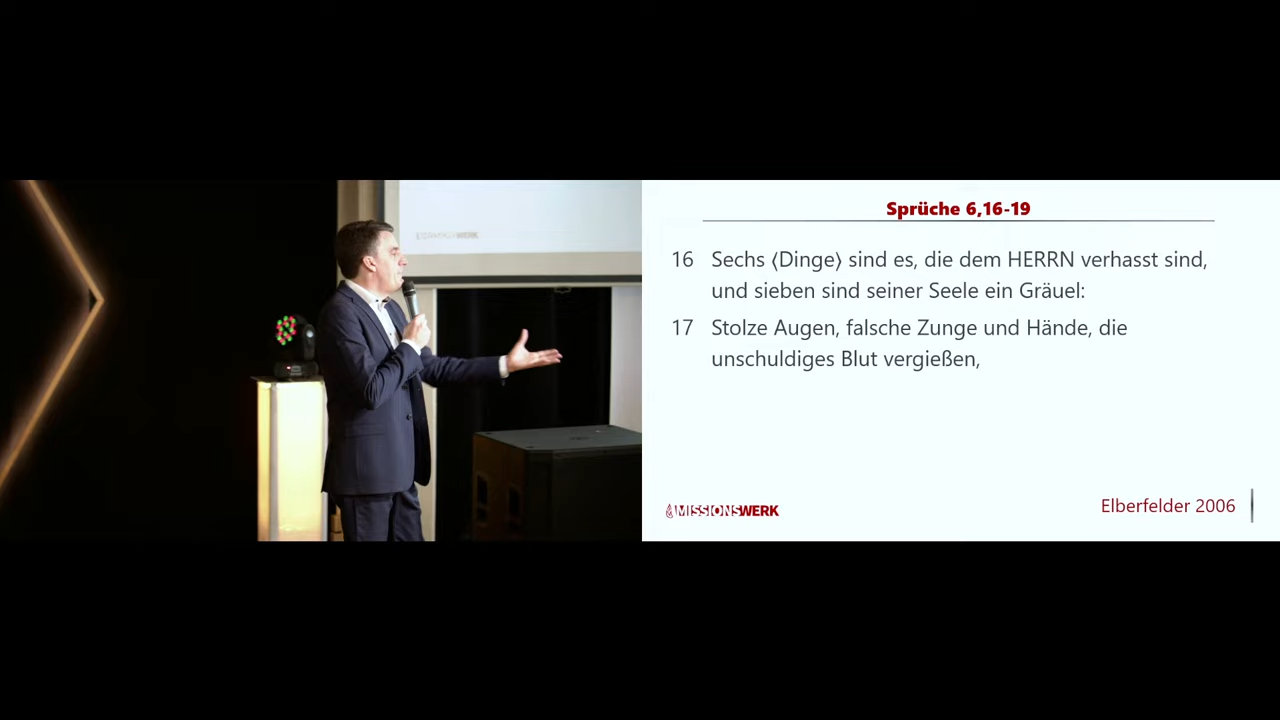 Sprüche 6,16-19
16 Sechs ⟨Dinge⟩ sind es, die dem HERRN verhasst sind,
und sieben sind seiner Seele ein Gräuel:
17 Stolze Augen, falsche Zunge und Hände, die
unschuldiges Blut vergießen,
MISSIONSWERK
Elberfelder 2006